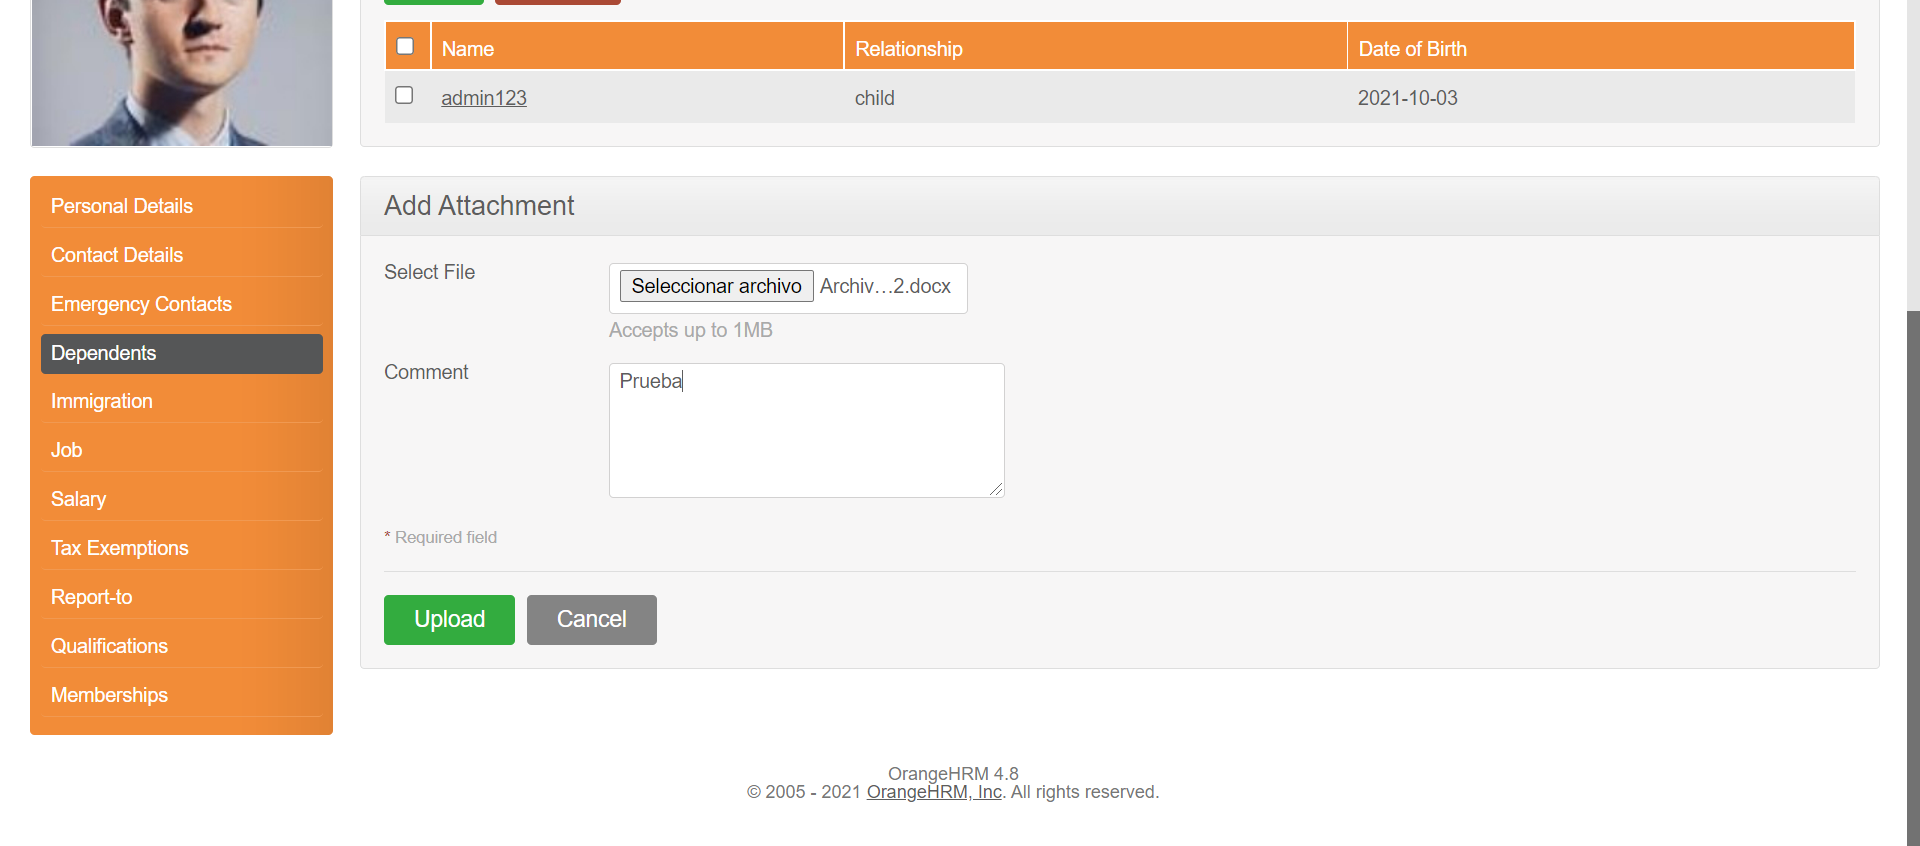 Name Relationship Date of Birth
admin123 child 2021-10-03
Personal Details
Contact Details
Emergency Contacts
Dependents
Immigration
Job
Salary
Tax Exemptions
Report-to
Qualifications
Memberships
Add Attachment
Select File Seleccionar archivo Archiv…2.docx
Accepts up to 1MB
Comment Prueba
* Required field
Upload Cancel
OrangeHRM 4.8
© 2005 - 2021 OrangeHRM, Inc. All rights reserved.